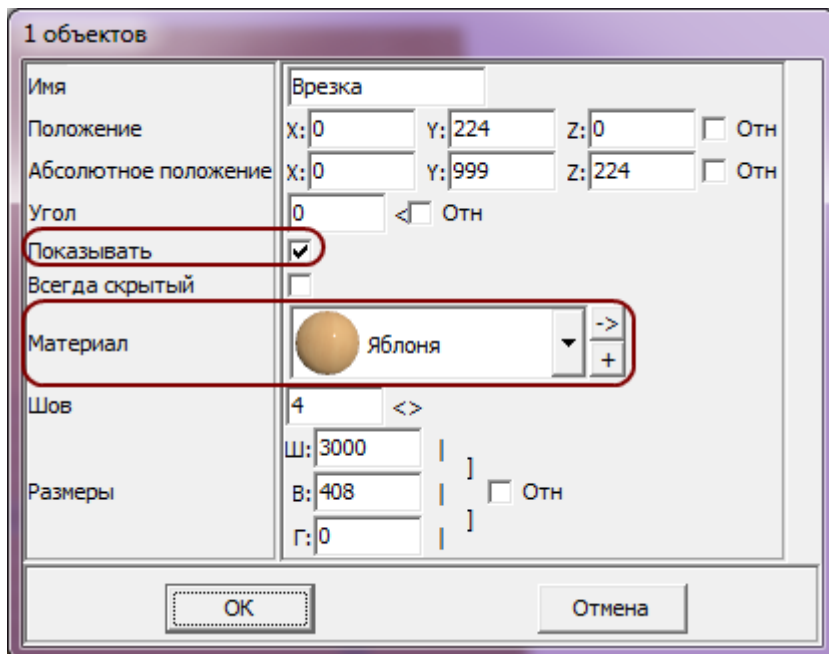 1 объектов
Имя Врезка
Положение X: 0 Y: 224 Z: 0 Отн
Абсолютное положение X: 0 Y: 999 Z: 224 Отн
Угол 0 < Отн
Показывать
Всегда скрытый
Материал Яблоня -> +
Шов 4 <>
Размеры Ш: 3000 | ]
В: 408 | Отн
Г: 0 | ]
OK Отмена